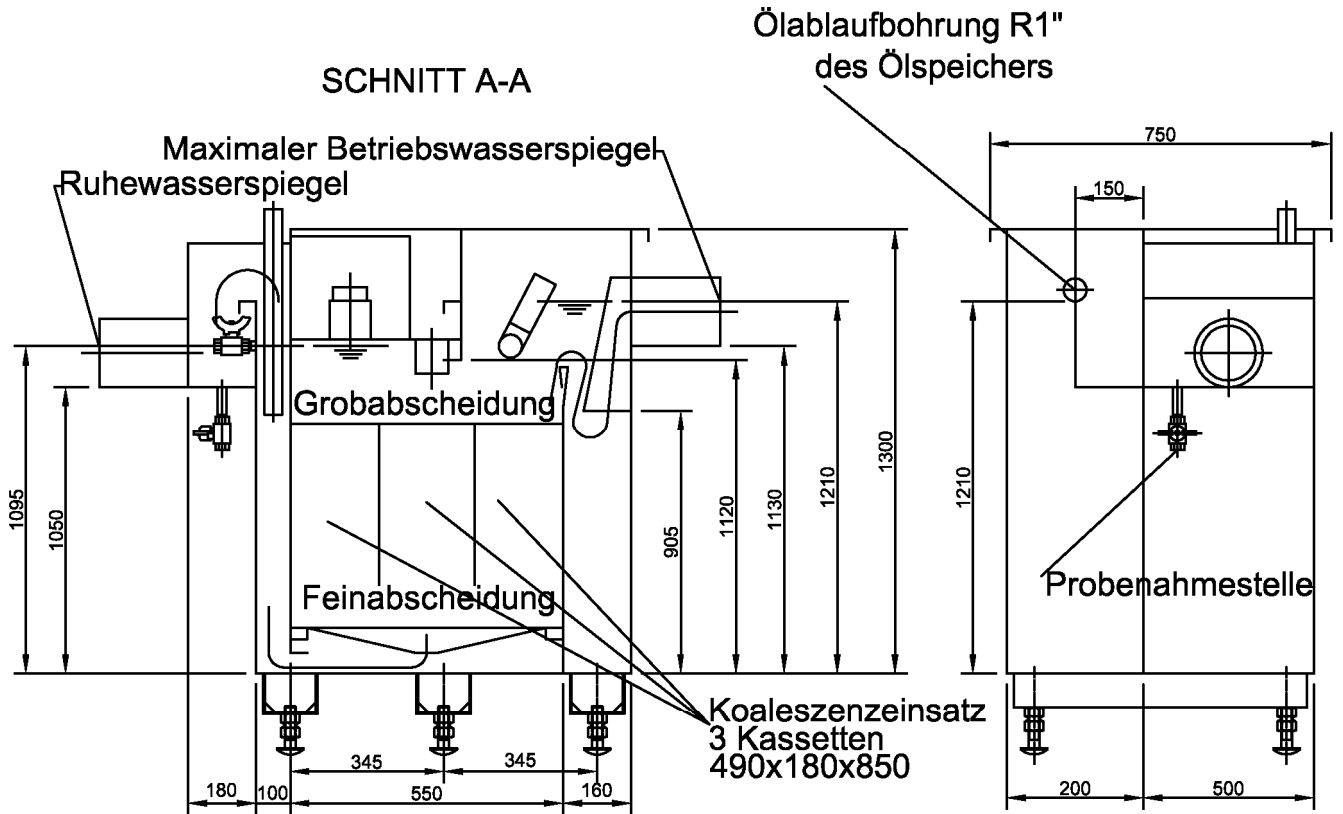 Ölablaufbohrung R1"
des Ölspeichers
SCHNITT A-A
Maximaler Betriebswasserspiegel
Ruhewasserspiegel
750
150
Grobabscheidung
Feinabscheidung
1095
1050
905
1120
1130
1210
1300
1210
Probenahmestelle
Koaleszenzeinsatz
3 Kassetten
490x180x850
345
345
180
100
550
160
200
500